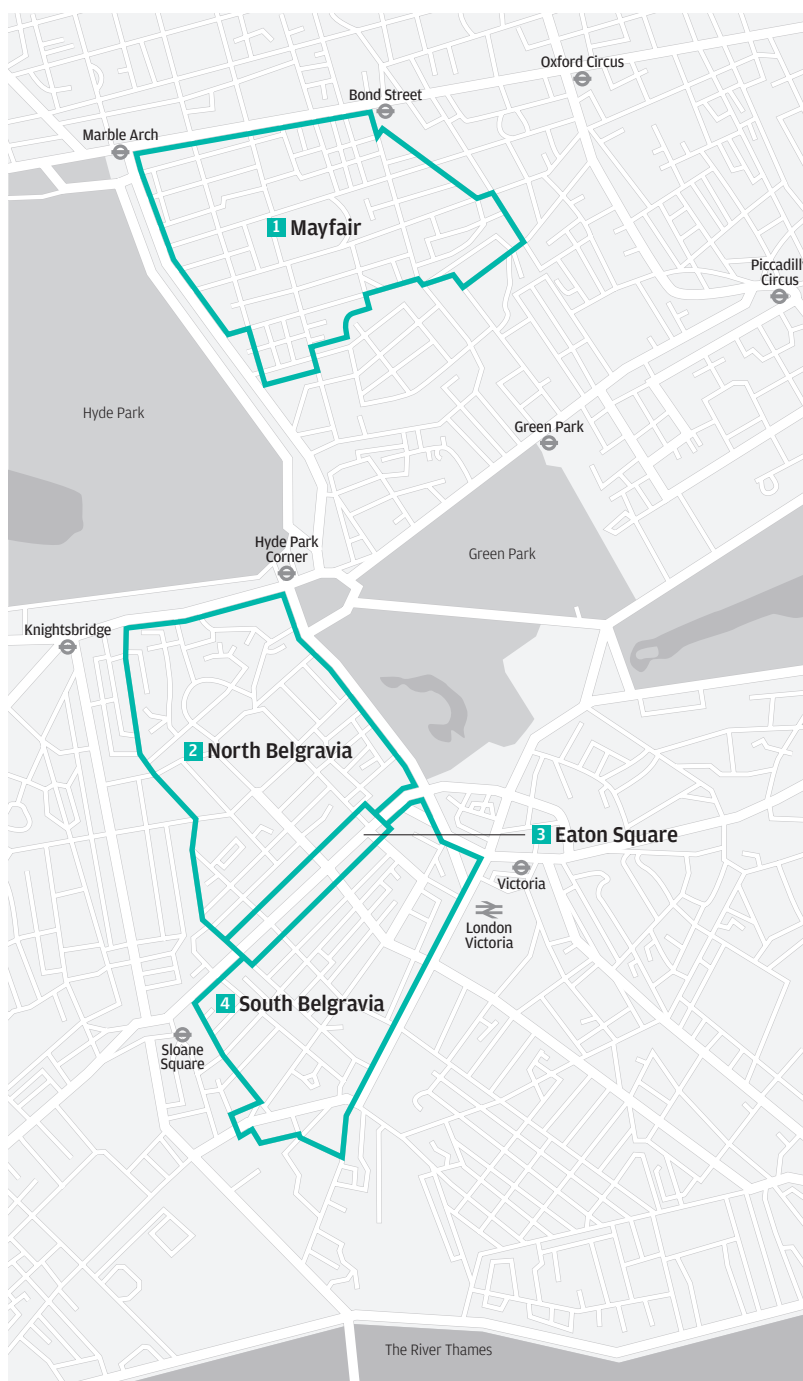 Oxford Circus
Bond Street
Marble Arch
1 Mayfair
Piccadilly
Circus
Hyde Park
Green Park
Hyde Park
Corner
Green Park
Knightsbridge
2 North Belgravia
3 Eaton Square
Victoria
London
Victoria
4 South Belgravia
Sloane
Square
The River Thames